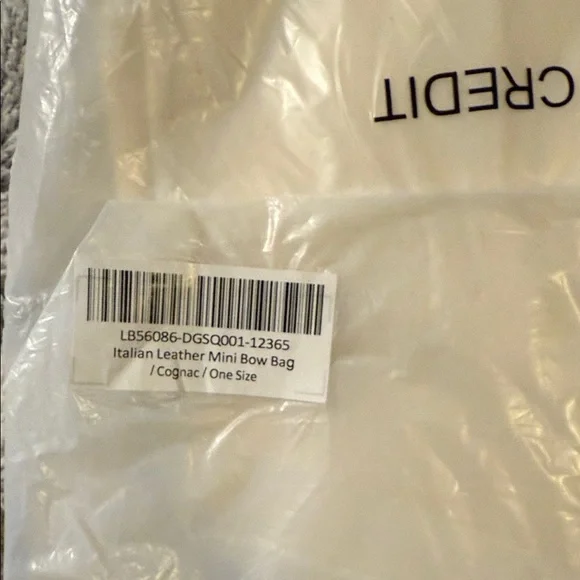 CREDIT
LB56086-DGSQ001-12365
Italian Leather Mini Bow Bag
/ Cognac / One Size